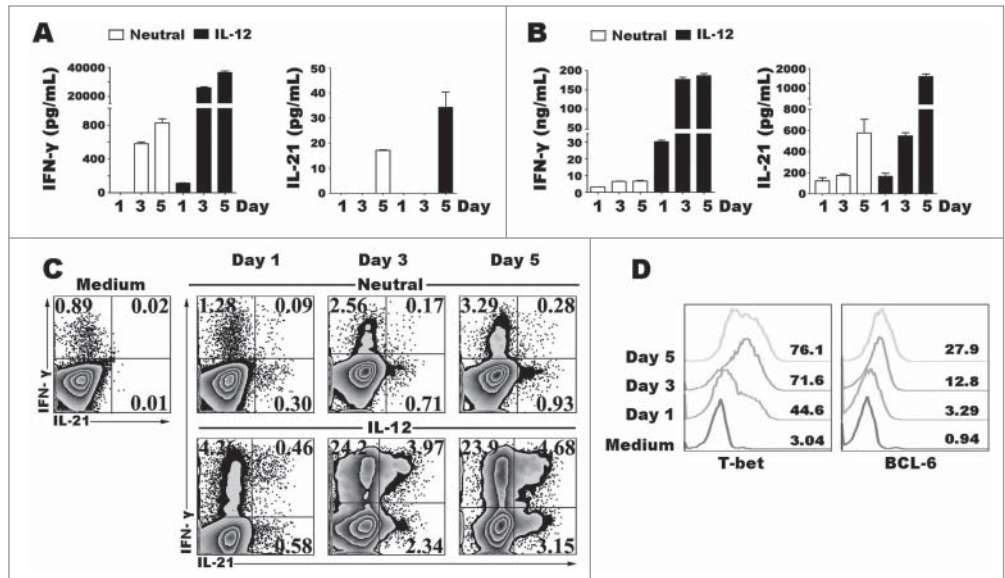 A
Neutral IL-12
IFN-γ (pg/mL)
40000
20000
800
400
0
1 3 5 1 3 5 Day
IL-21 (pg/mL)
50
40
30
20
10
0
1 3 5 1 3 5 Day
B
Neutral IL-12
IFN-γ (ng/mL)
200
150
100
50
30
20
10
0
1 3 5 1 3 5 Day
IL-21 (pg/mL)
2000
1000
800
600
400
200
0
1 3 5 1 3 5 Day
C
Day 1 Day 3 Day 5
Medium Neutral
0.89 0.02 1.28 0.09 2.56 0.17 3.29 0.28
IFN- γ IFN- γ
0.01 0.30 0.71 0.93
IL-21
IL-12
0.46 24.2 3.97 23.9 4.68
IFN- γ
0.58 2.34 3.15
IL-21
D
Day 5 76.1 27.9
Day 3 71.6 12.8
Day 1 44.6 3.29
Medium 3.04 0.94
T-bet BCL-6